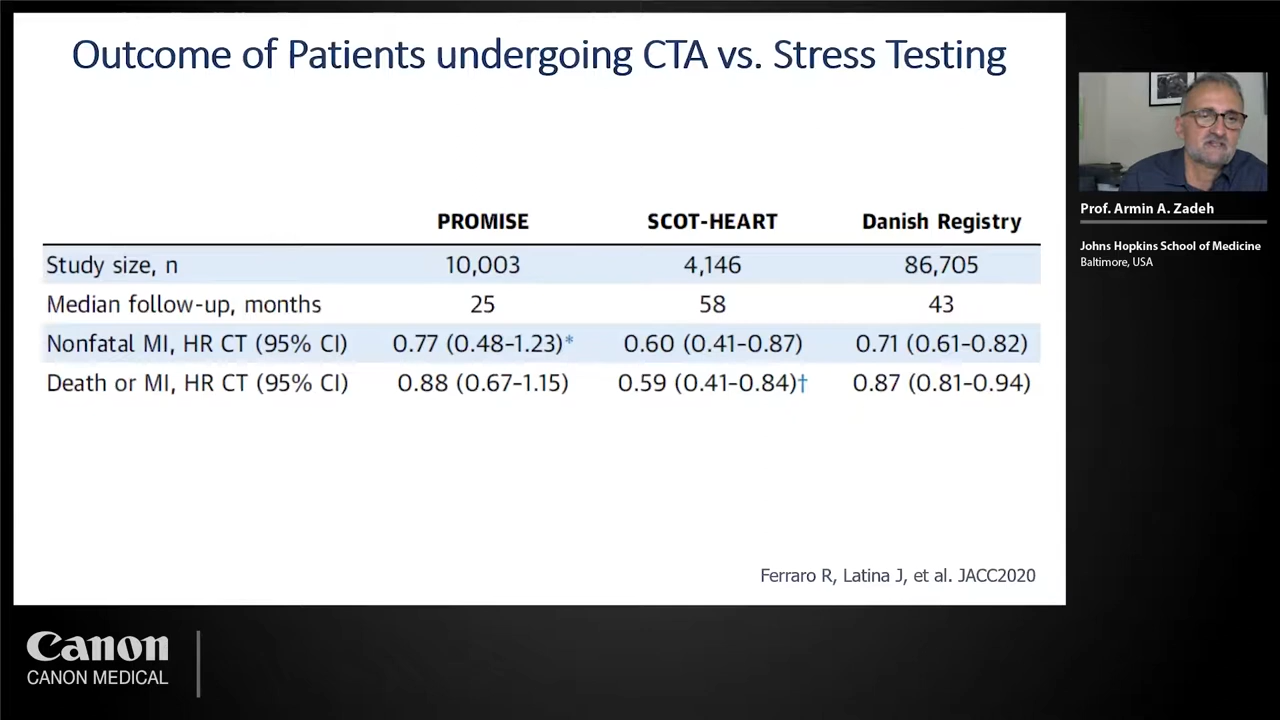 Outcome of Patients undergoing CTA vs. Stress Testing
PROMISE SCOT-HEART Danish Registry
Study size, n 10,003 4,146 86,705
Median follow-up, months 25 58 43
Nonfatal MI, HR CT (95% CI) 0.77 (0.48–1.23)* 0.60 (0.41–0.87) 0.71 (0.61–0.82)
Death or MI, HR CT (95% CI) 0.88 (0.67–1.15) 0.59 (0.41–0.84)† 0.87 (0.81–0.94)
Ferraro R, Latina J, et al. JACC2020
Prof. Armin A. Zadeh
Johns Hopkins School of Medicine
Baltimore, USA
Canon
CANON MEDICAL